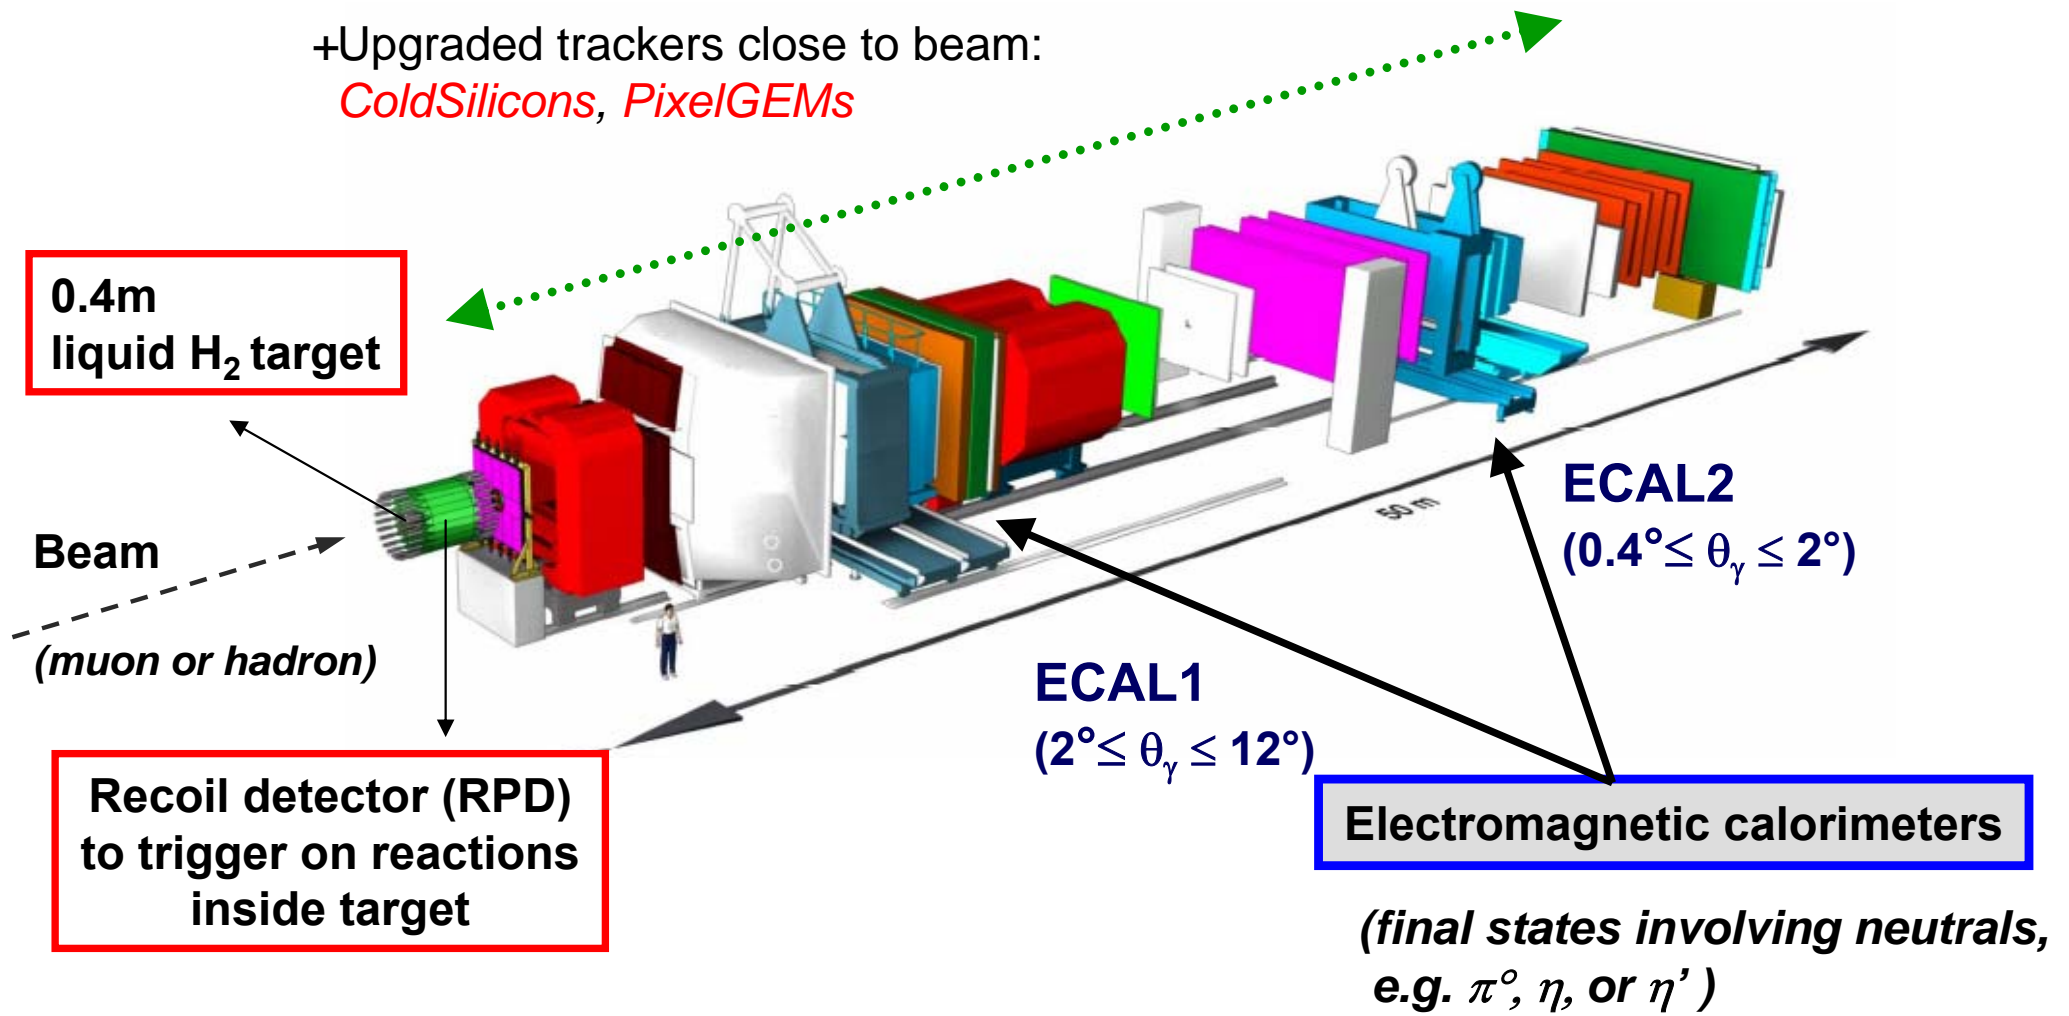 +Upgraded trackers close to beam:
ColdSilicons, PixelGEMs
0.4m
liquid H₂ target
Beam
(muon or hadron)
Recoil detector (RPD)
to trigger on reactions
inside target
50 m
ECAL2
(0.4°≤ θᵧ ≤ 2°)
ECAL1
(2°≤ θᵧ ≤ 12°)
Electromagnetic calorimeters
(final states involving neutrals,
e.g. π°, η, or η’ )